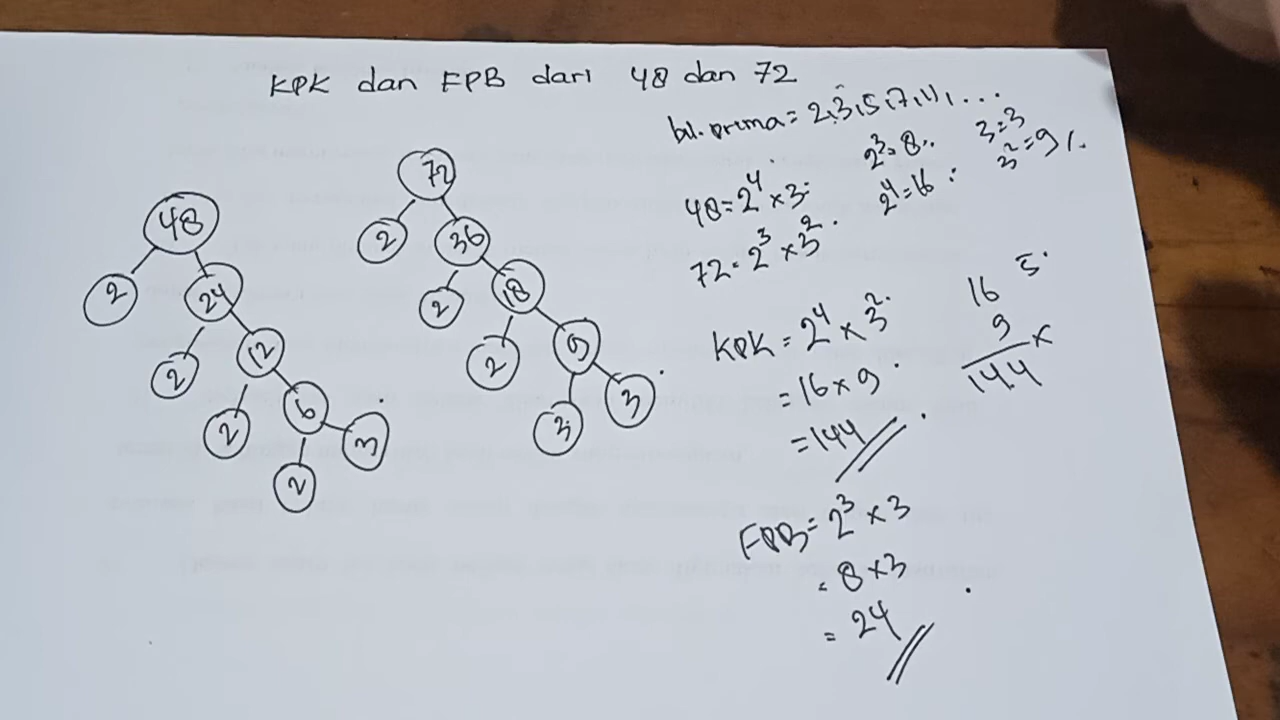 KPK dan FPB dari 48 dan 72
bil. prima = 2, 3, 5, 7, 11, ...
48
2 24
2 12
2 6
2 3
72
2 36
2 18
2 9
3 3
48 = 2⁴ × 3
72 = 2³ × 3²
2³ = 8
2⁴ = 16
3 = 3
3² = 9
KPK = 2⁴ × 3²
= 16 × 9
= 144
16
9 ×
144
5
FPB = 2³ × 3
= 8 × 3
= 24